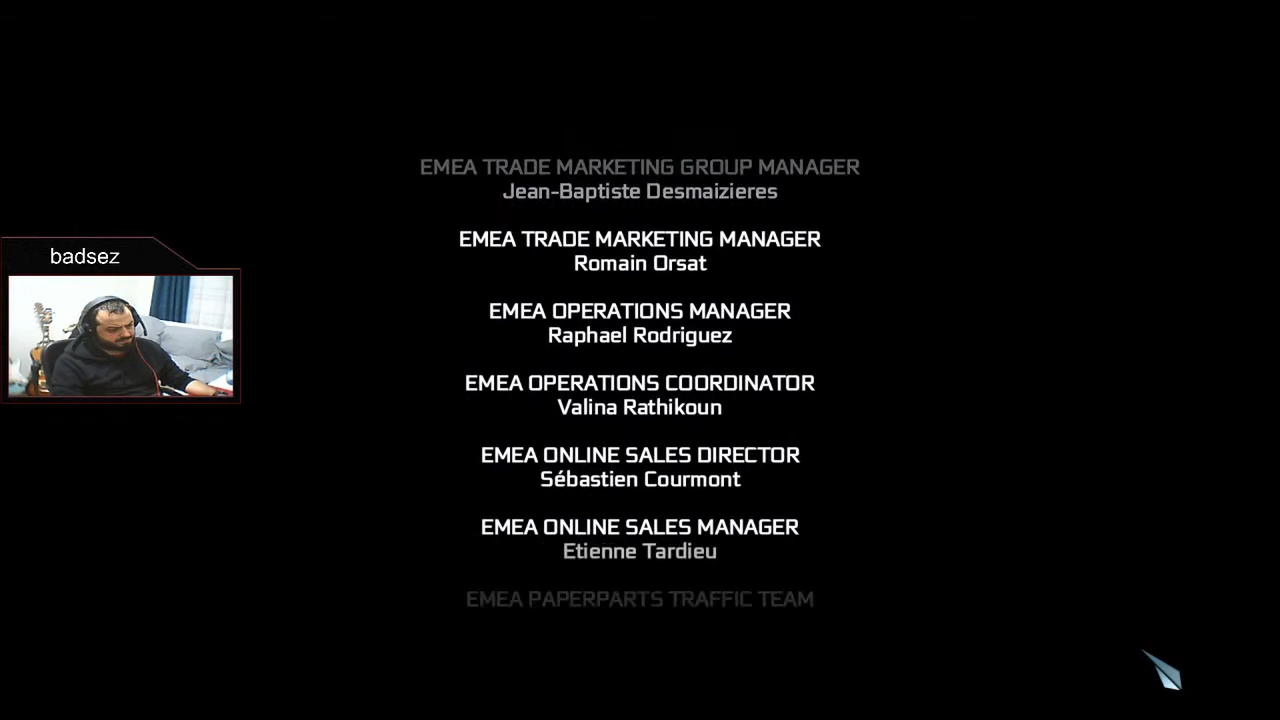 EMEA TRADE MARKETING GROUP MANAGER
Jean-Baptiste Desmaizieres
EMEA TRADE MARKETING MANAGER
Romain Orsat
badsez
EMEA OPERATIONS MANAGER
Raphael Rodriguez
EMEA OPERATIONS COORDINATOR
Valina Rathikoun
EMEA ONLINE SALES DIRECTOR
Sébastien Courmont
EMEA ONLINE SALES MANAGER
Etienne Tardieu
EMEA PAPERPARTS TRAFFIC TEAM